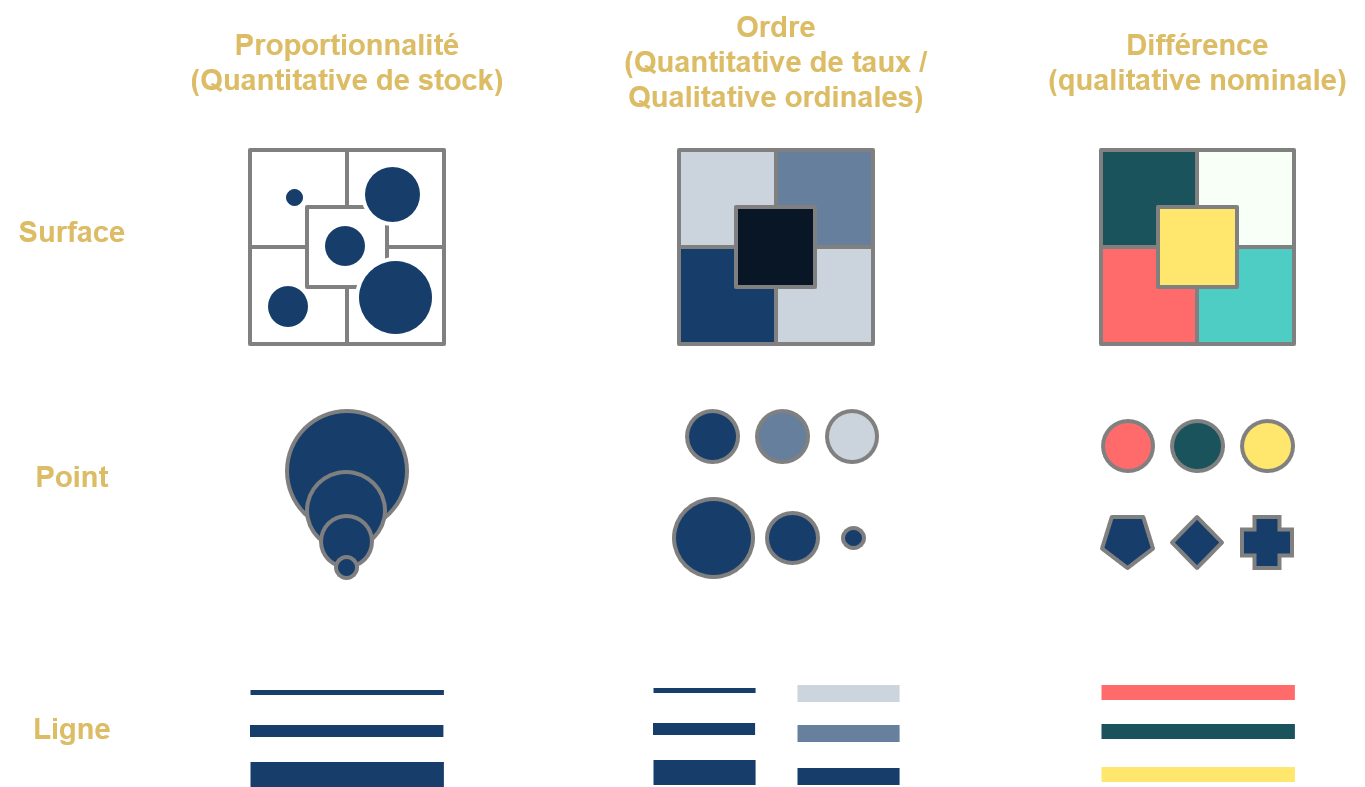 Proportionnalité
(Quantitative de stock)
Ordre
(Quantitative de taux /
Qualitative ordinales)
Différence
(qualitative nominale)
Surface
Point
Ligne